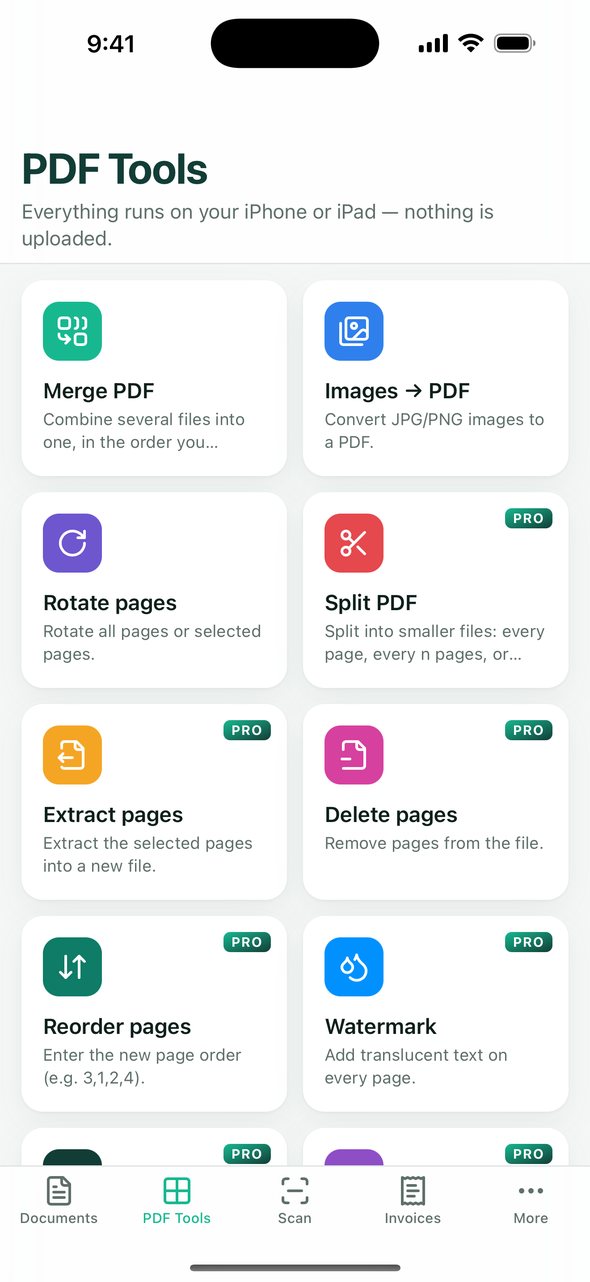 9:41
PDF Tools
Everything runs on your iPhone or iPad — nothing is
uploaded.
Merge PDF
Combine several files into
one, in the order you...
Images → PDF
Convert JPG/PNG images to
a PDF.
Rotate pages
Rotate all pages or selected
pages.
PRO
Split PDF
Split into smaller files: every
page, every n pages, or...
PRO
Extract pages
Extract the selected pages
into a new file.
PRO
Delete pages
Remove pages from the file.
PRO
Reorder pages
Enter the new page order
(e.g. 3,1,2,4).
PRO
Watermark
Add translucent text on
every page.
PRO
PRO
Documents
PDF Tools
Scan
Invoices
More